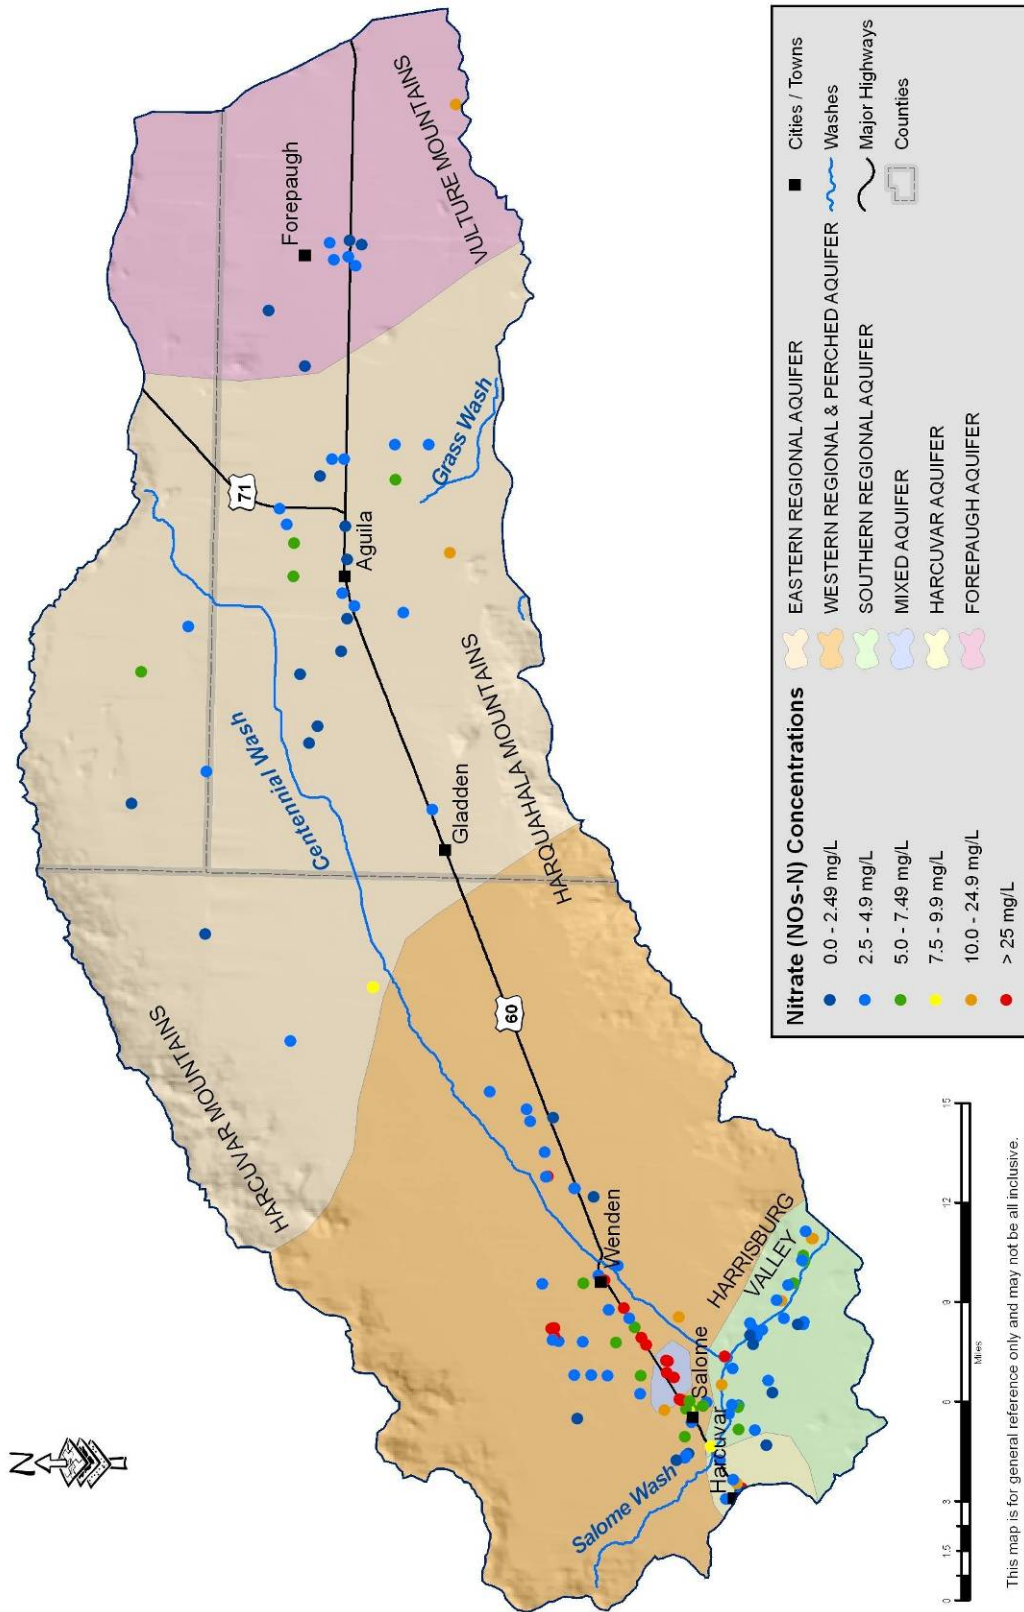 N
HARCUVAR MOUNTAINS
VULTURE MOUNTAINS
Forepaugh
71
Grass Wash
Aguila
Centennial Wash
Gladden
HARQUAHALA MOUNTAINS
60
Wenden
HARRISBURG
VALLEY
Salome
Harcuvar
Salome Wash
0 1.5 3 6 9 12 15
Miles
This map is for general reference only and may not be all inclusive.
Nitrate (NOs-N) Concentrations
0.0 - 2.49 mg/L
2.5 - 4.9 mg/L
5.0 - 7.49 mg/L
7.5 - 9.9 mg/L
10.0 - 24.9 mg/L
> 25 mg/L
EASTERN REGIONAL AQUIFER
WESTERN REGIONAL & PERCHED AQUIFER
SOUTHERN REGIONAL AQUIFER
MIXED AQUIFER
HARCUVAR AQUIFER
FOREPAUGH AQUIFER
Cities / Towns
Washes
Major Highways
Counties